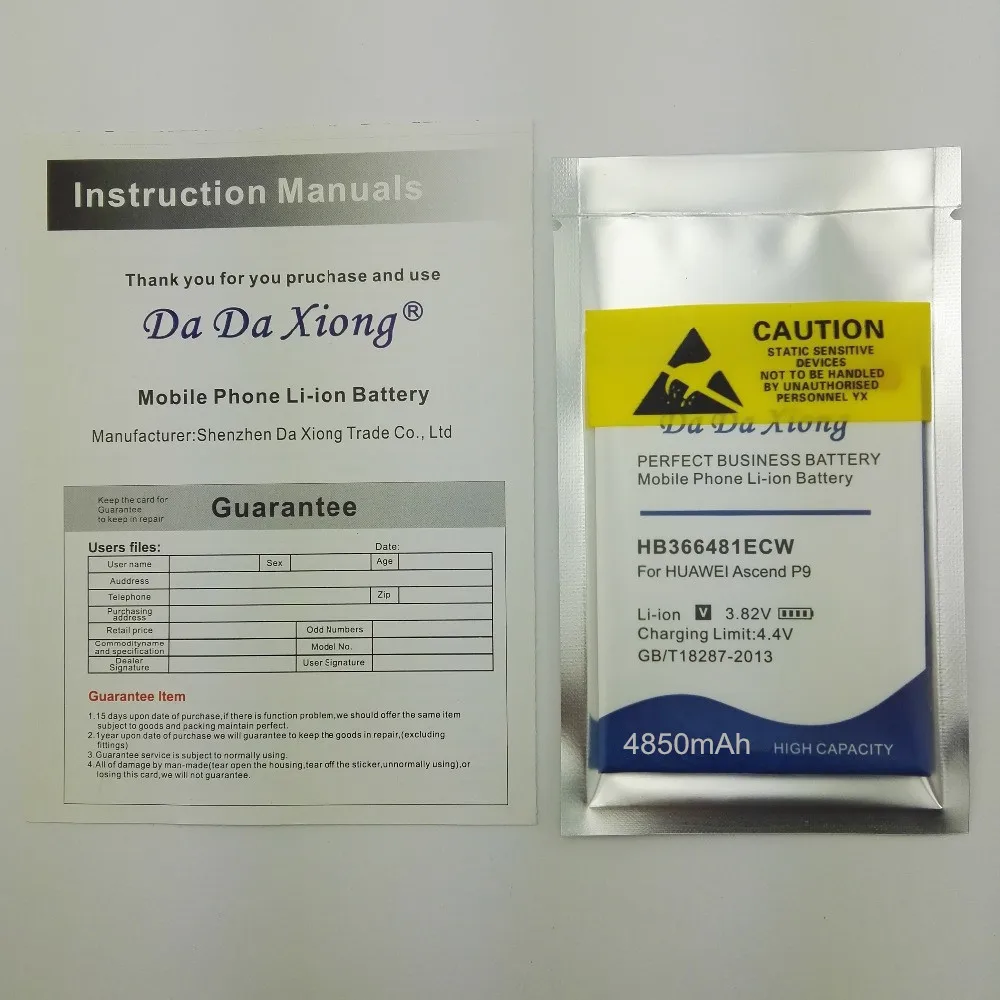 Instruction Manuals
Thank you for you pruchase and use
Da Da Xiong®
Mobile Phone Li-ion Battery
Manufacturer:Shenzhen Da Xiong Trade Co., Ltd
Keep the card for
Guarantee
to keep in repair
Guarantee
Users files:
Date:
User name
Sex
Age
Auddress
Telephone
Zip
Purchasing
address
Retail price
Odd Numbers
Commodityname
and specification
Model No.
Dealer
Signature
User Signature
Guarantee Item
1.15 days upon date of purchase,if there is function problem,we should offer the same item
subject to goods and packing maintain perfect.
2.1year upon date of purchase we will guarantee to keep the goods in repair,(excluding
fittings)
3.Guarantee service is subject to normally using.
4.All of damage by man-made(tear open the housing,tear off the sticker,unnormally using),or
losing this card,we will not guarantee.
CAUTION
STATIC SENSITIVE
DEVICES
NOT TO BE HANDLED
BY UNAUTHORISED
PERSONNEL YX
Da Da Xiong
PERFECT BUSINESS BATTERY
Mobile Phone Li-ion Battery
HB366481ECW
For HUAWEI Ascend P9
Li-ion V 3.82V
Charging Limit:4.4V
GB/T18287-2013
4850mAh HIGH CAPACITY